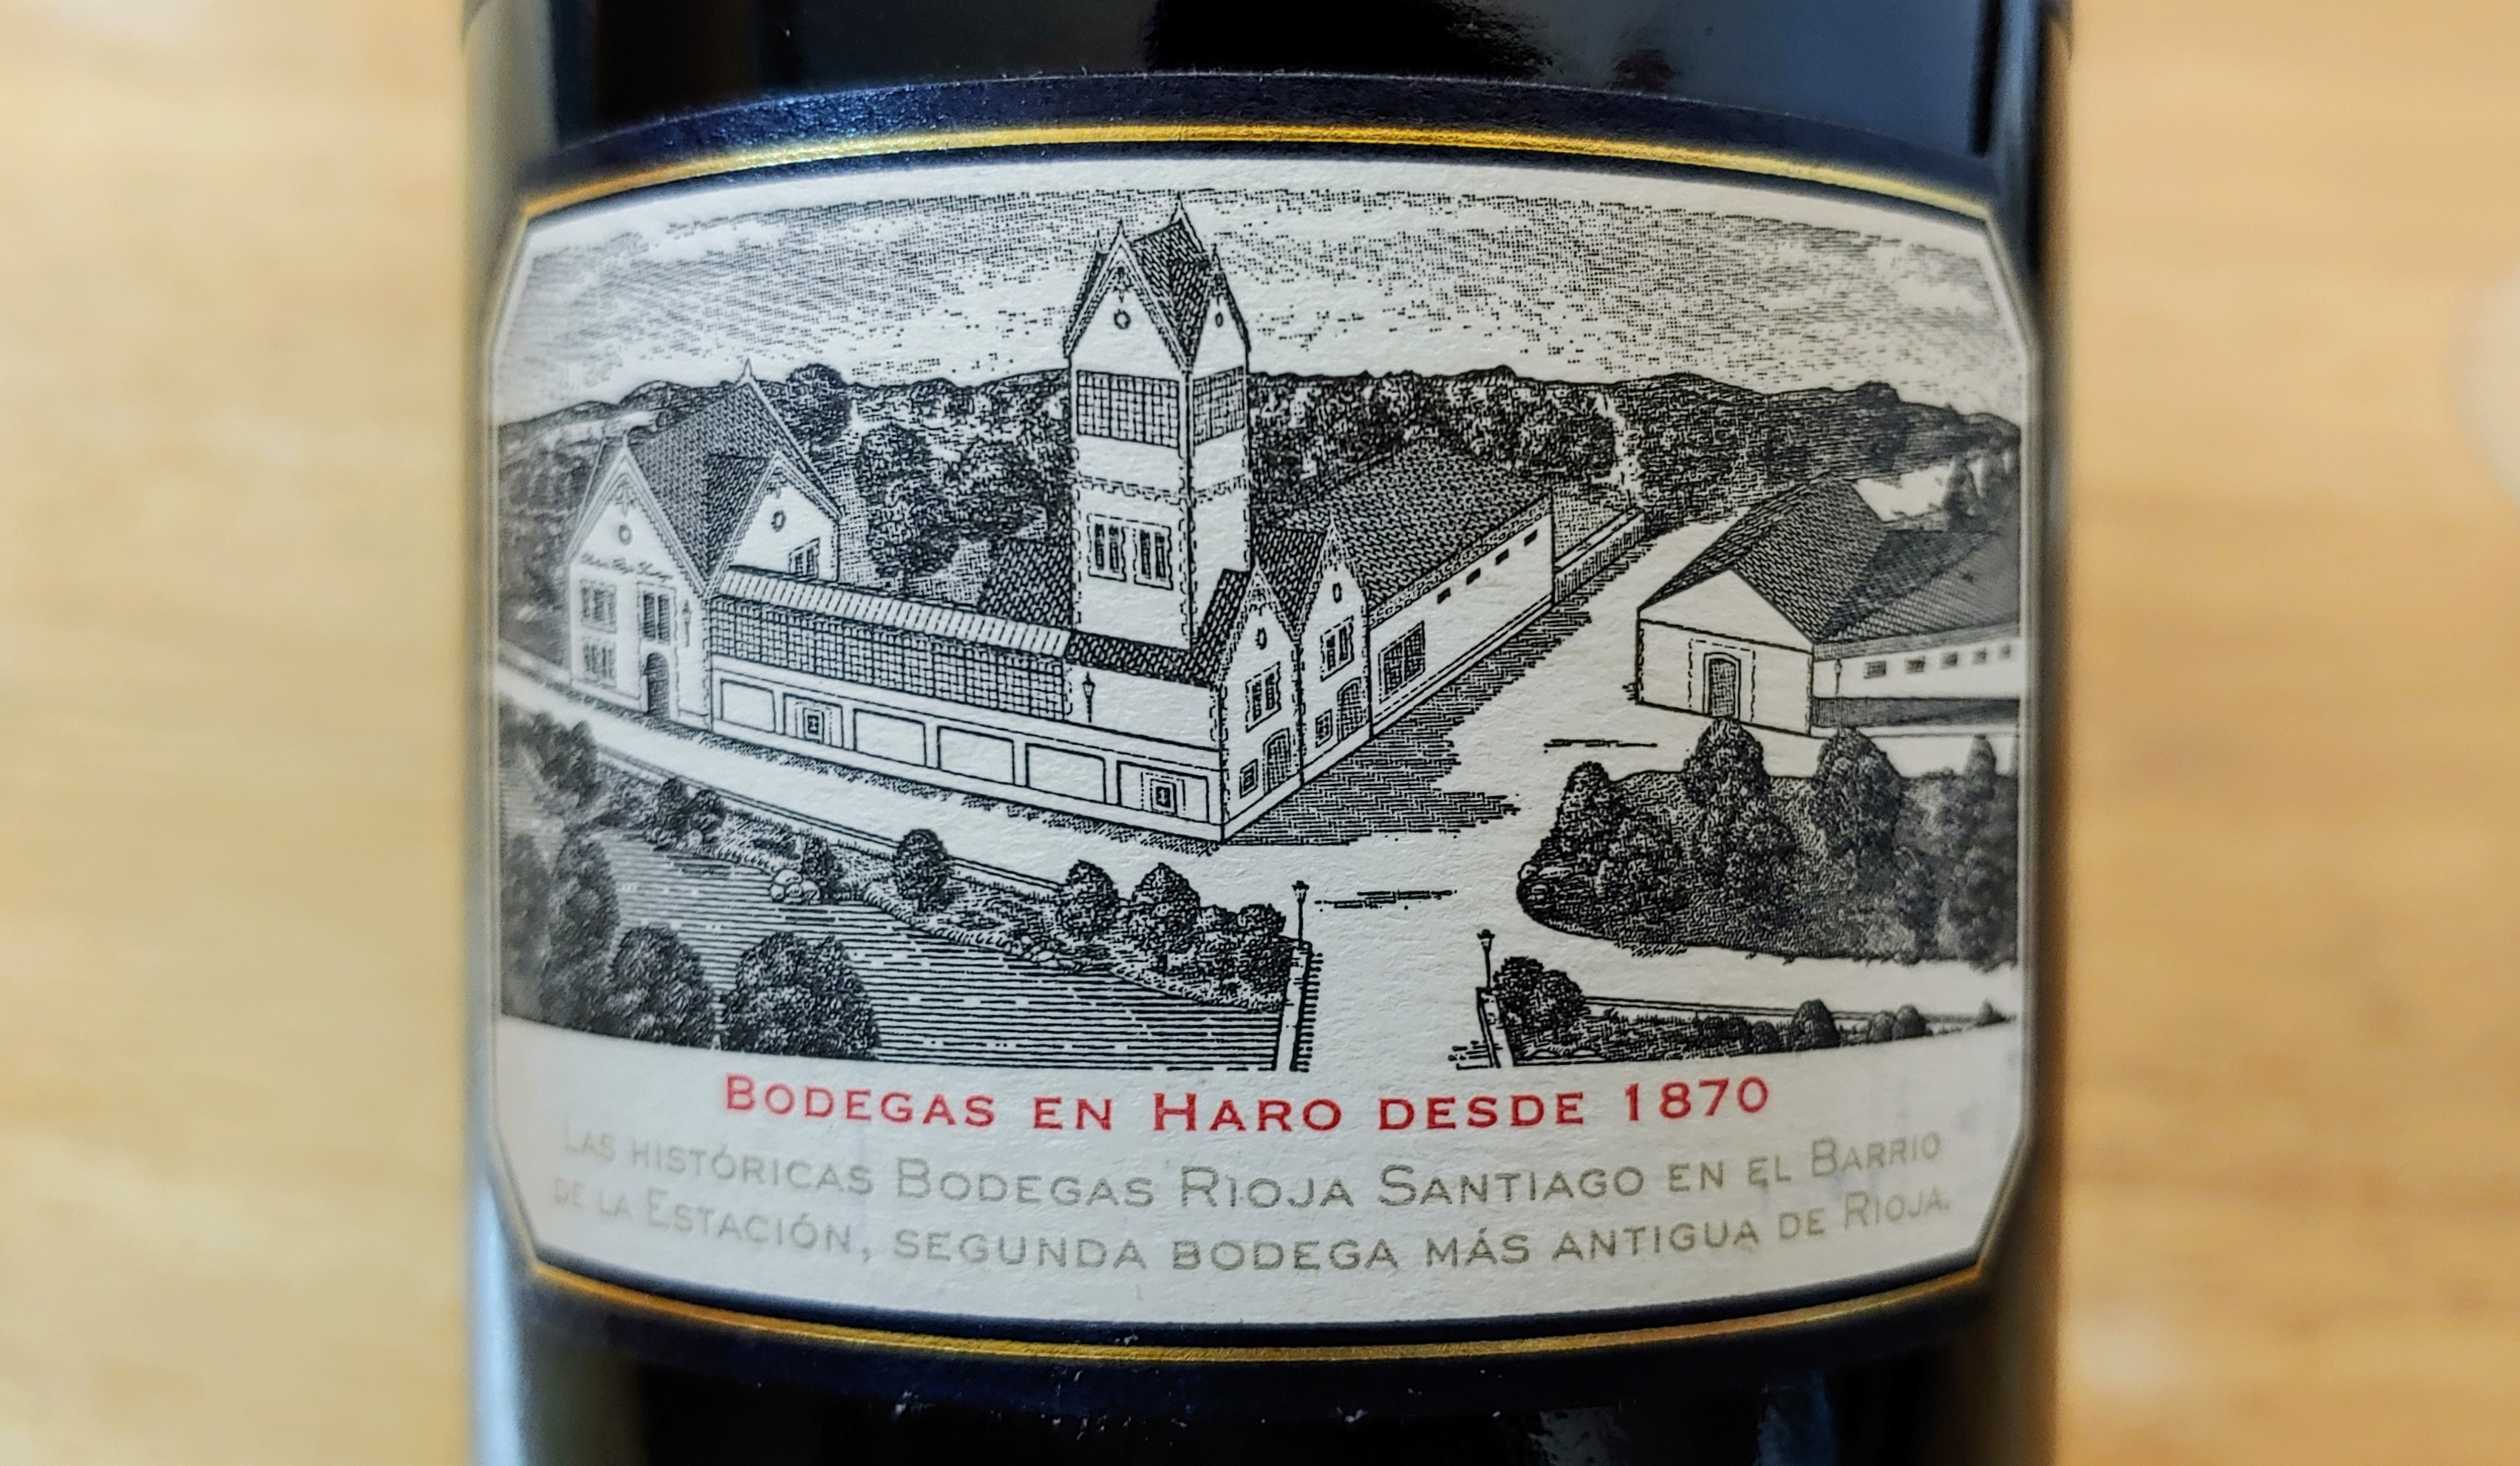 Bodegas en Haro desde 1870
Las históricas Bodegas Rioja Santiago en el Barrio
de la Estación, segunda bodega más antigua de Rioja.